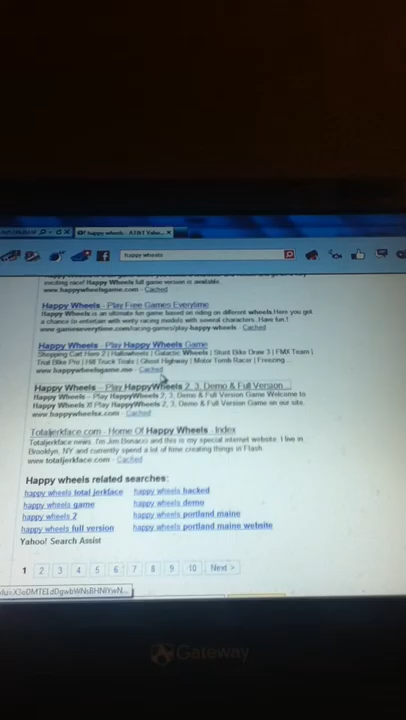 happy wheels - AT&T Yaho...
happy wheels
exciting race! Happy Wheels full game version is available.
Cached
Happy Wheels - Play Free Games Everytime
Happy Wheels is an ultimate fun game based on riding on different wheels.Here you get
a chance to entertain with wierly racing models with several characters. Have fun.!
www.gameseverytime.com/racing-games/play-happy-wheels - Cached
Happy Wheels - Play Happy Wheels Game
Shopping Cart Hero 2 | Hallowheels | Galactic Wheels | Stunt Bike Draw 3 | FMX Team |
Trial Bike Pro | Hill Truck Trials | Ghost Highway | Motor Tomb Racer | Freezing ...
www.happywheelsgame.me - Cached
Happy Wheels – Play HappyWheels 2, 3, Demo & Full Version ...
Happy Wheels – Play HappyWheels 2, 3, Demo & Full Version Game Welcome to
Happy Wheels X! Play HappyWheels 2, 3, Demo & Full Version Game on our site.
www.happywheelsx.com - Cached
Totaljerkface.com - Home Of Happy Wheels - Index
Totaljerkface news. I'm Jim Bonacci and this is my special internet website. I live in
Brooklyn, NY and currently spend a lot of time creating things in Flash
www.totaljerkface.com - Cached
Happy wheels related searches:
happy wheels total jerkface happy wheels hacked
happy wheels game happy wheels demo
happy wheels 2 happy wheels portland maine
happy wheels full version happy wheels portland maine website
Yahoo! Search Assist
1 2 3 4 5 6 7 8 9 10 Next >
Gateway